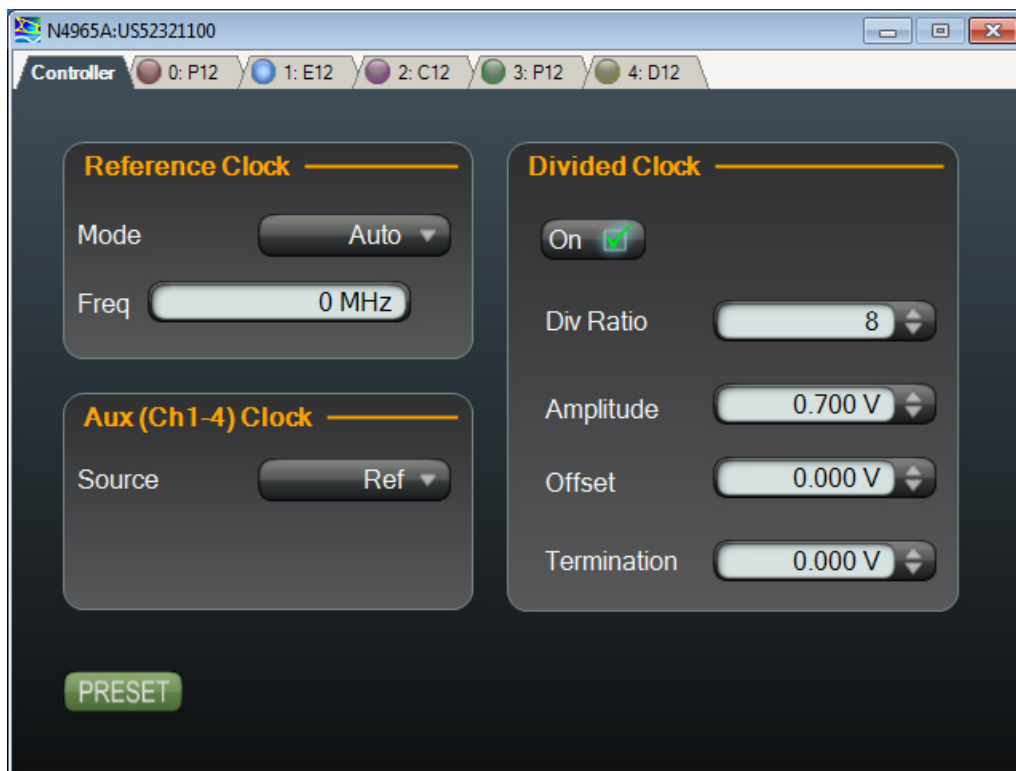 N4965A:US52321100
Controller 0: P12 1: E12 2: C12 3: P12 4: D12
Reference Clock
Mode Auto
Freq 0 MHz
Aux (Ch1-4) Clock
Source Ref
Divided Clock
On
Div Ratio 8
Amplitude 0.700 V
Offset 0.000 V
Termination 0.000 V
PRESET